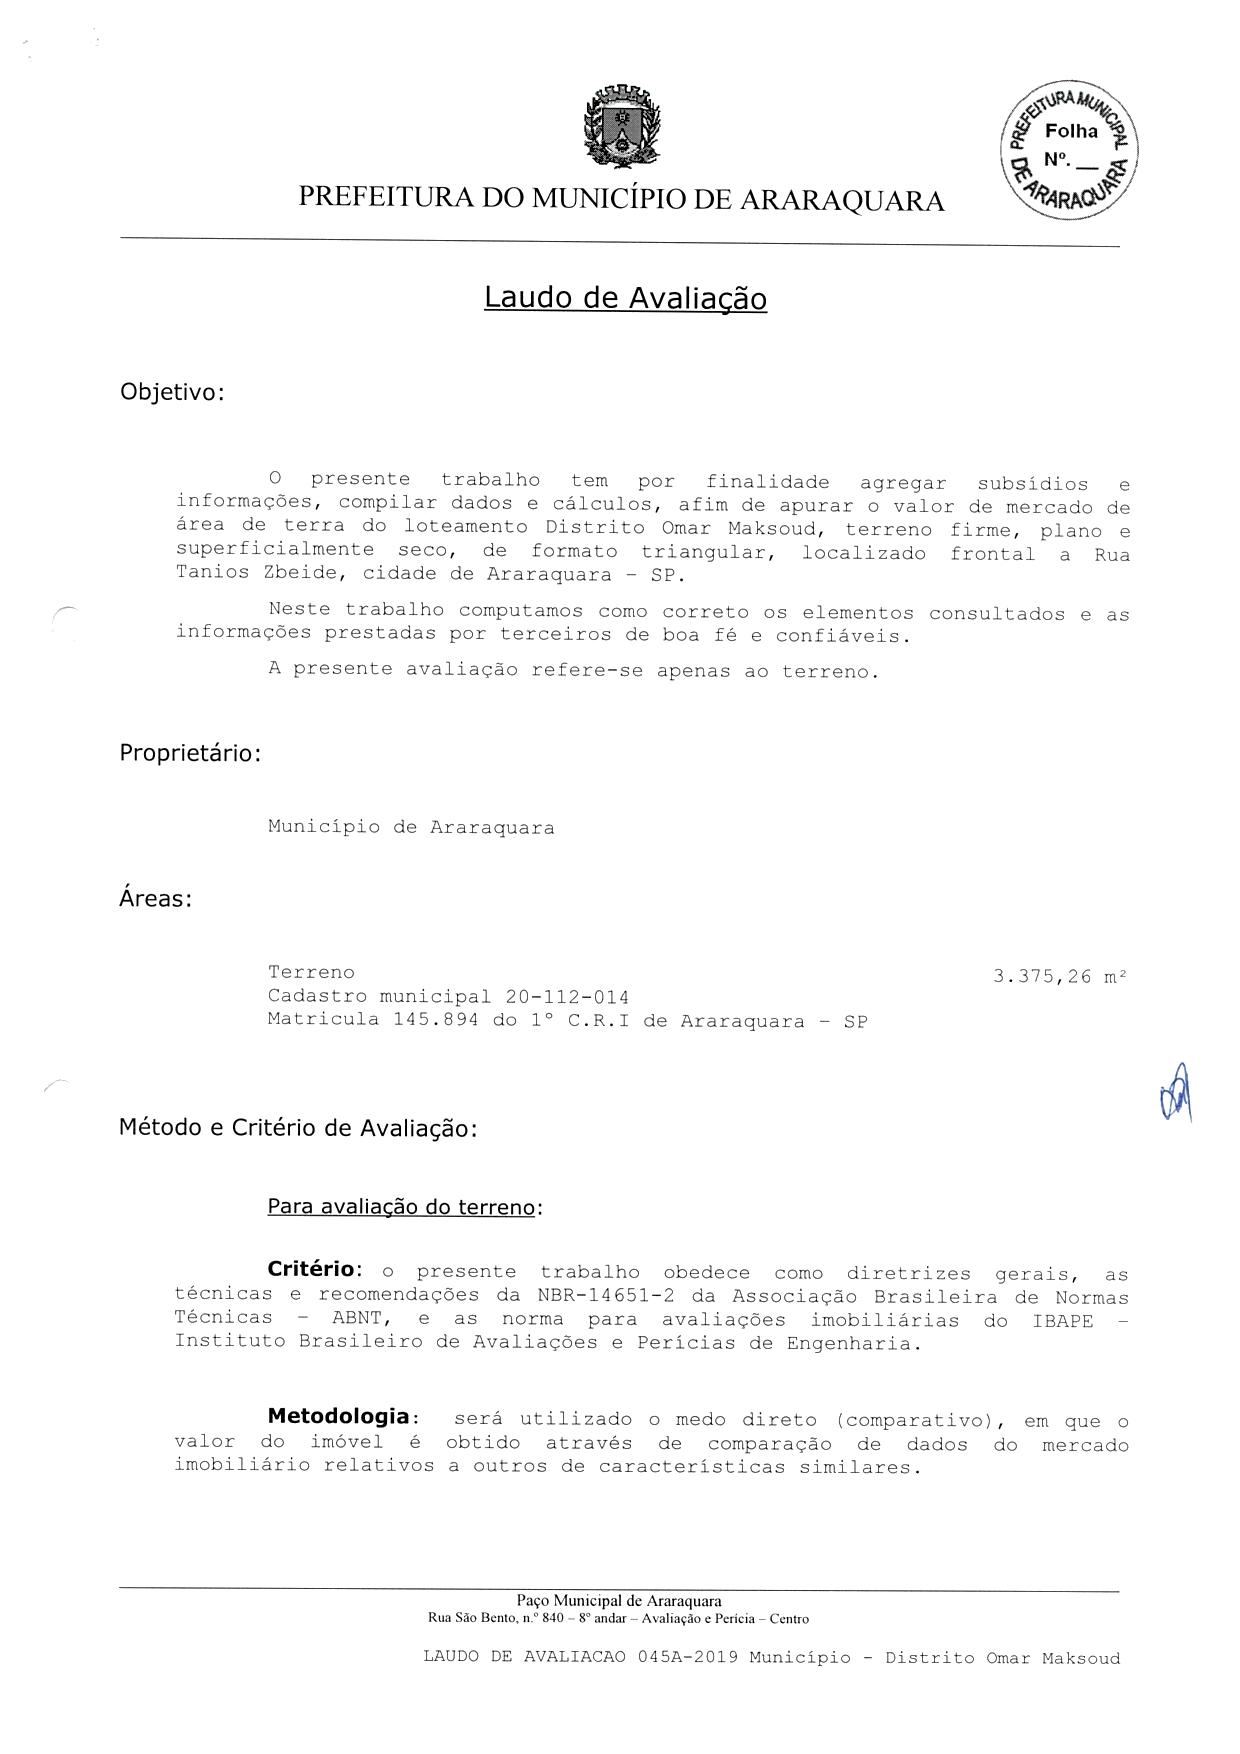 PREFEITURA MUNICIPAL
DE ARARAQUARA
Folha
Nº. __
PREFEITURA DO MUNICÍPIO DE ARARAQUARA
Laudo de Avaliação
Objetivo:
O presente trabalho tem por finalidade agregar subsídios e
informações, compilar dados e cálculos, afim de apurar o valor de mercado de
área de terra do loteamento Distrito Omar Maksoud, terreno firme, plano e
superficialmente seco, de formato triangular, localizado frontal a Rua
Tanios Zbeide, cidade de Araraquara – SP.
Neste trabalho computamos como correto os elementos consultados e as
informações prestadas por terceiros de boa fé e confiáveis.
A presente avaliação refere-se apenas ao terreno.
Proprietário:
Município de Araraquara
Áreas:
Terreno 3.375,26 m²
Cadastro municipal 20-112-014
Matricula 145.894 do 1º C.R.I de Araraquara – SP
Método e Critério de Avaliação:
Para avaliação do terreno:
Critério: o presente trabalho obedece como diretrizes gerais, as
técnicas e recomendações da NBR-14651-2 da Associação Brasileira de Normas
Técnicas – ABNT, e as norma para avaliações imobiliárias do IBAPE –
Instituto Brasileiro de Avaliações e Perícias de Engenharia.
Metodologia: será utilizado o medo direto (comparativo), em que o
valor do imóvel é obtido através de comparação de dados do mercado
imobiliário relativos a outros de características similares.
Paço Municipal de Araraquara
Rua São Bento, n.º 840 – 8º andar – Avaliação e Perícia – Centro
LAUDO DE AVALIACAO 045A-2019 Município – Distrito Omar Maksoud